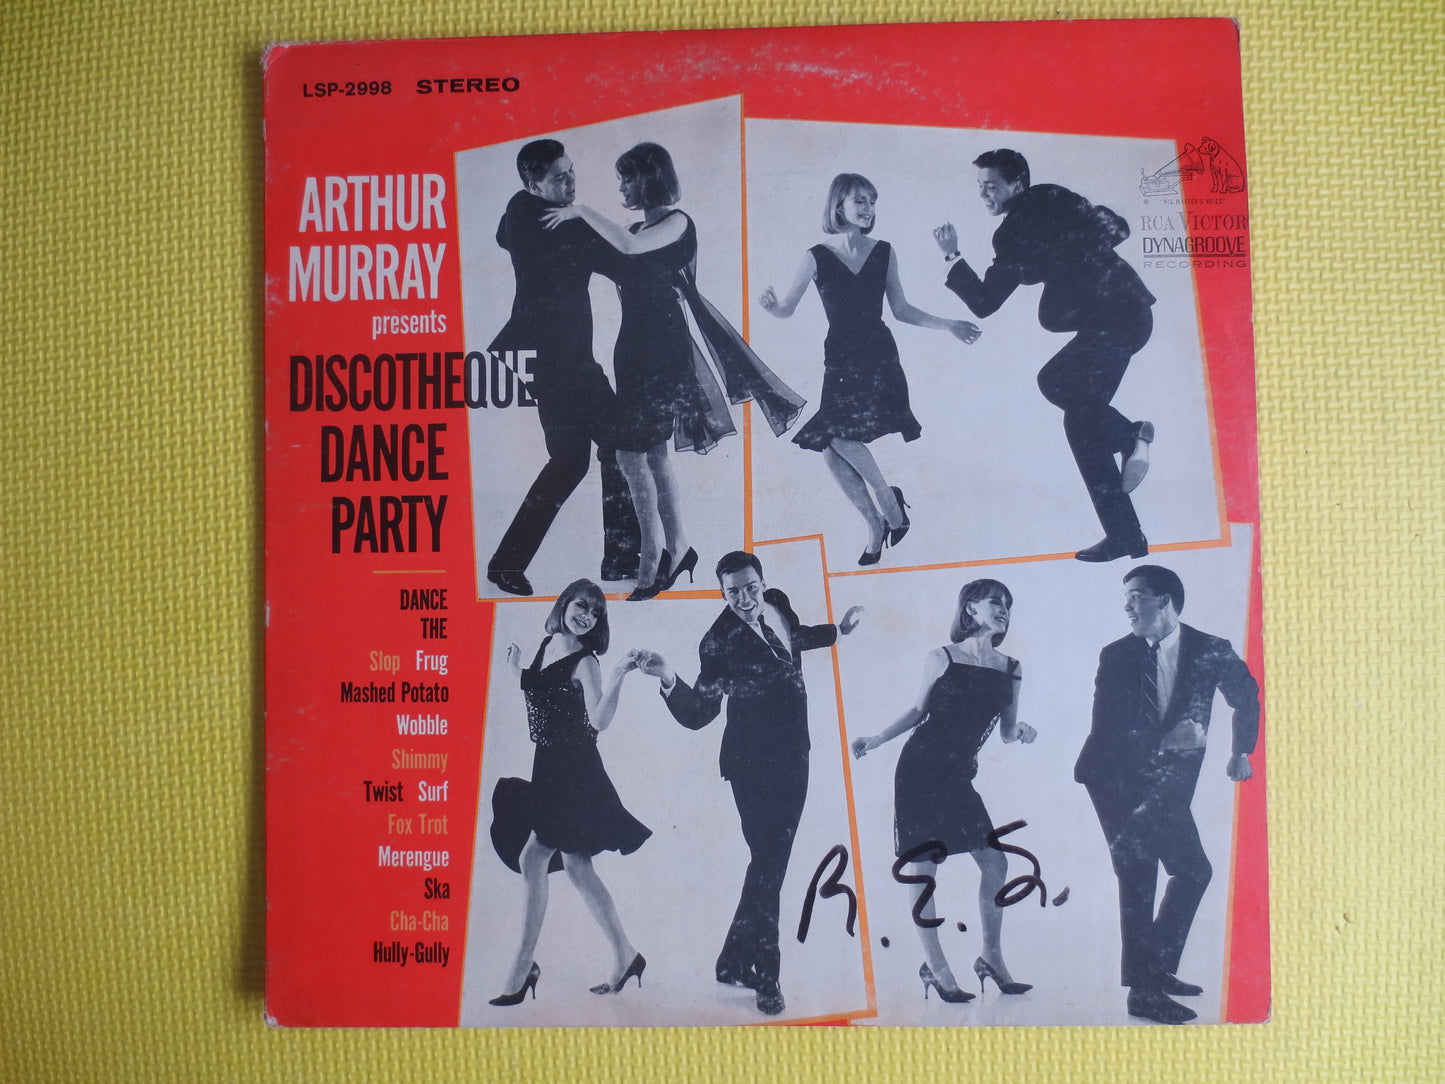 LSP-2998 STEREO
ARTHUR
MURRAY
presents
DISCOTHEQUE
DANCE
PARTY
DANCE
THE
Slop Frug
Mashed Potato
Wobble
Shimmy
Twist Surf
Fox Trot
Merengue
Ska
Cha-Cha
Hully-Gully
"HIS MASTER'S VOICE"
RCA VICTOR
DYNAGROOVE
RECORDING
R.E.S.